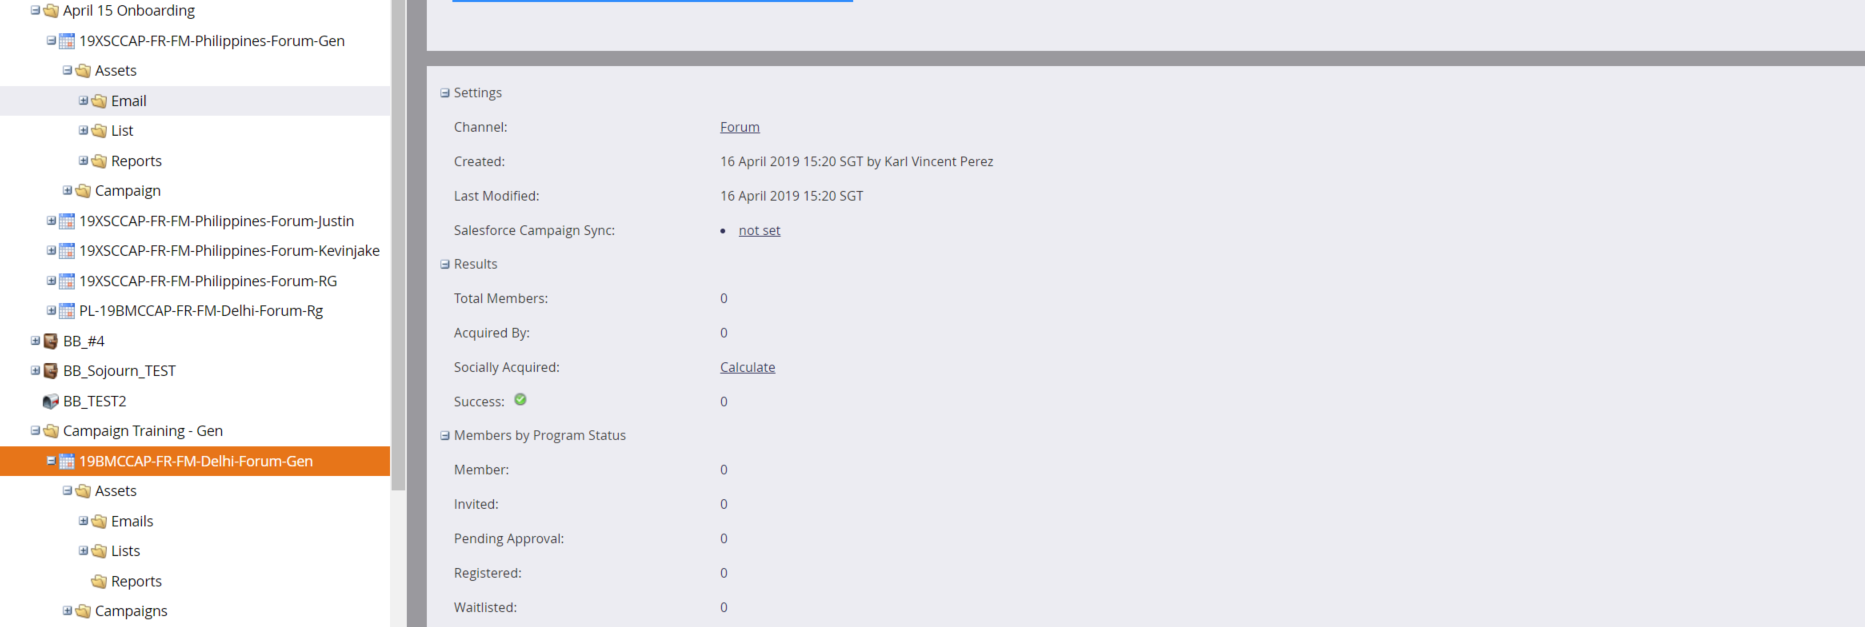 April 15 Onboarding
19XSCCAP-FR-FM-Philippines-Forum-Gen
Assets
Email
List
Reports
Campaign
19XSCCAP-FR-FM-Philippines-Forum-Justin
19XSCCAP-FR-FM-Philippines-Forum-Kevinjake
19XSCCAP-FR-FM-Philippines-Forum-RG
PL-19BMCCAP-FR-FM-Delhi-Forum-Rg
BB_#4
BB_Sojourn_TEST
BB_TEST2
Campaign Training - Gen
19BMCCAP-FR-FM-Delhi-Forum-Gen
Assets
Emails
Lists
Reports
Campaigns
Settings
Channel: Forum
Created: 16 April 2019 15:20 SGT by Karl Vincent Perez
Last Modified: 16 April 2019 15:20 SGT
Salesforce Campaign Sync: • not set
Results
Total Members: 0
Acquired By: 0
Socially Acquired: Calculate
Success: 0
Members by Program Status
Member: 0
Invited: 0
Pending Approval: 0
Registered: 0
Waitlisted: 0